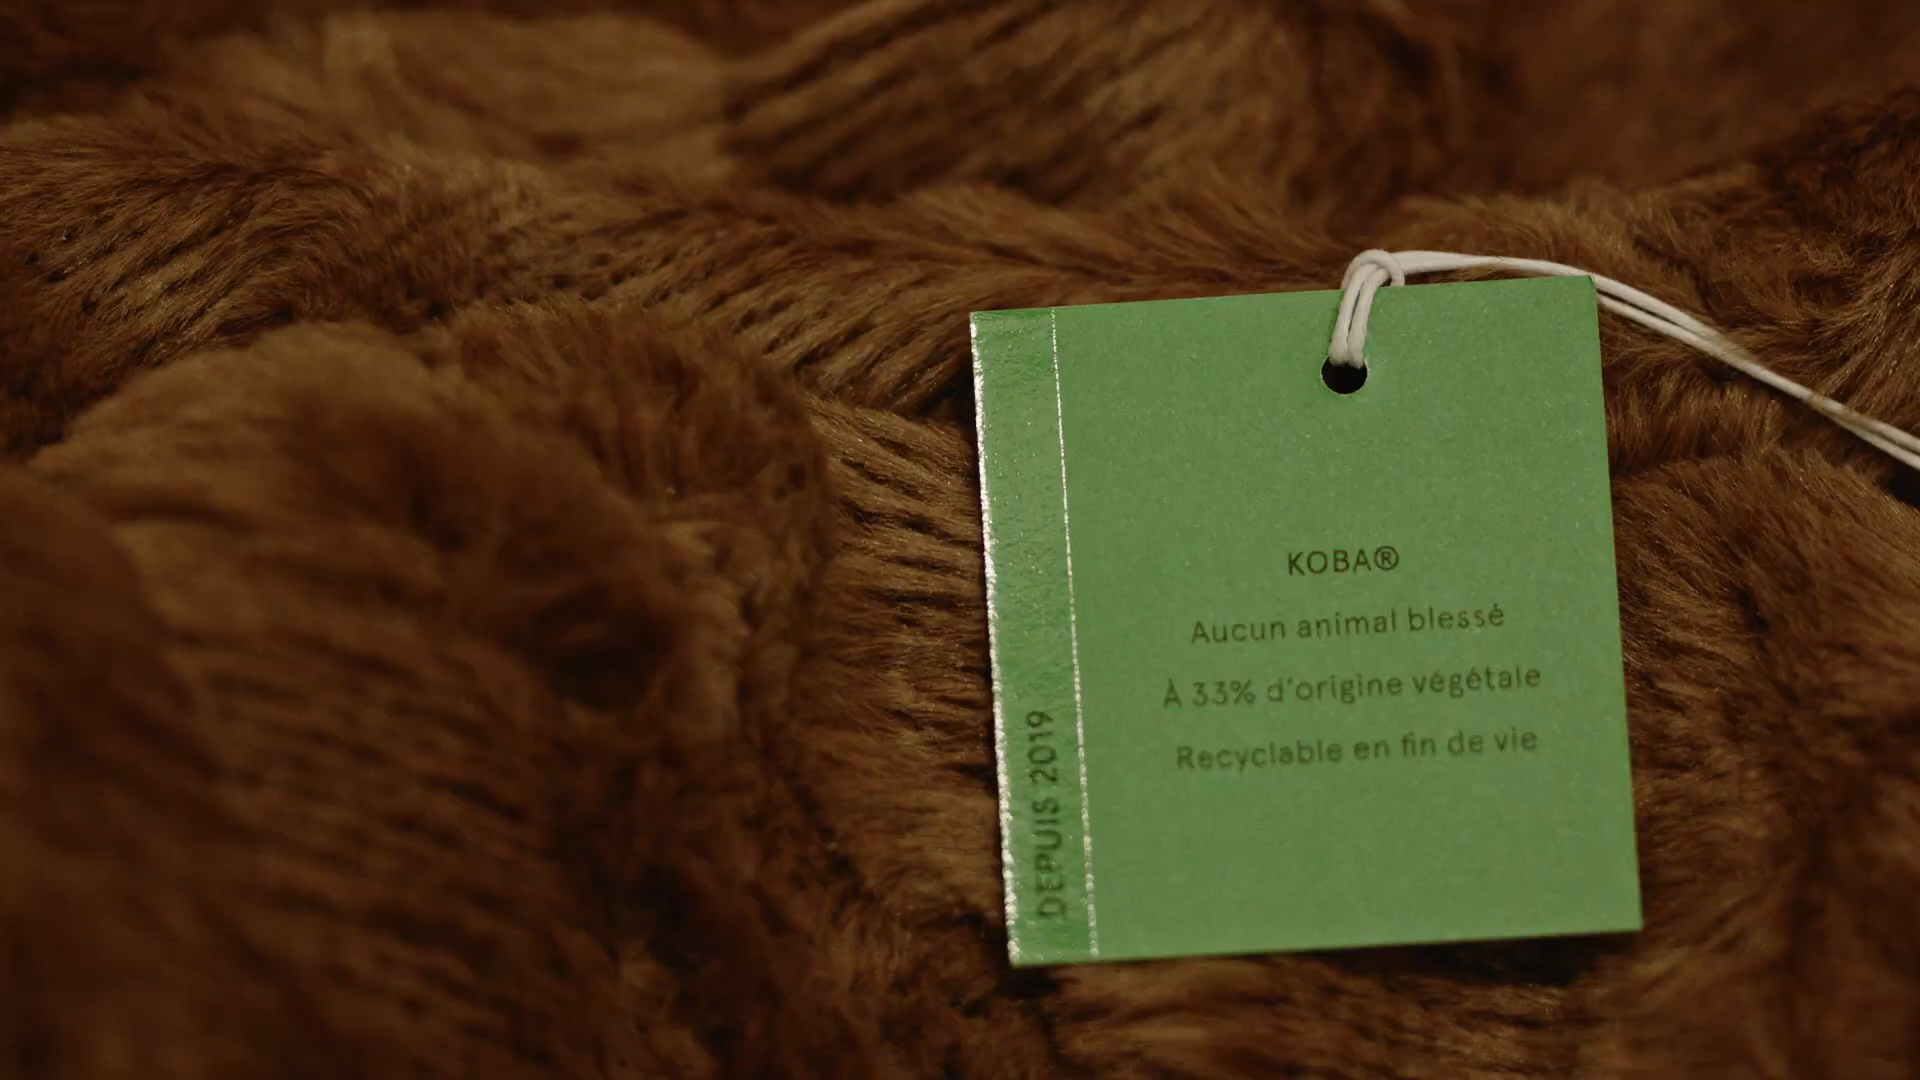 KOBA®
Aucun animal blessé
À 33% d'origine végétale
Recyclable en fin de vie
DEPUIS 2019